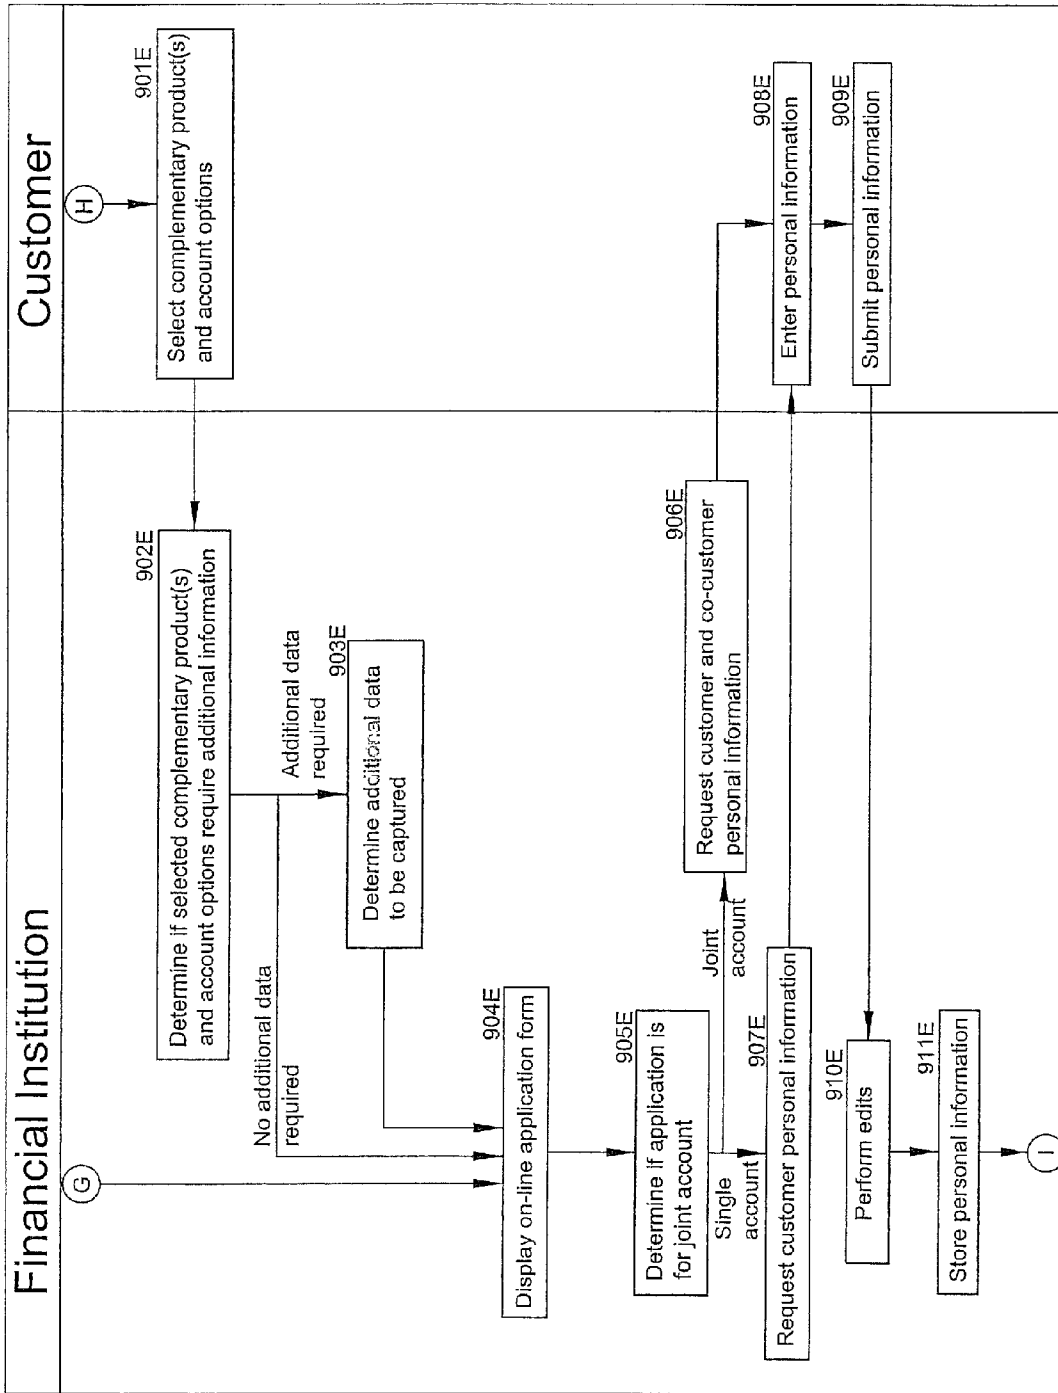 Financial Institution
Customer
G
H
901E
Select complementary product(s)
and account options
902E
Determine if selected complementary product(s)
and account options require additional information
No additional data
required
Additional data
required
903E
Determine additional data
to be captured
904E
Display on-line application form
905E
Determine if application is
for joint account
Single
account
Joint
account
906E
Request customer and co-customer
personal information
907E
Request customer personal information
908E
Enter personal information
909E
Submit personal information
910E
Perform edits
911E
Store personal information
I